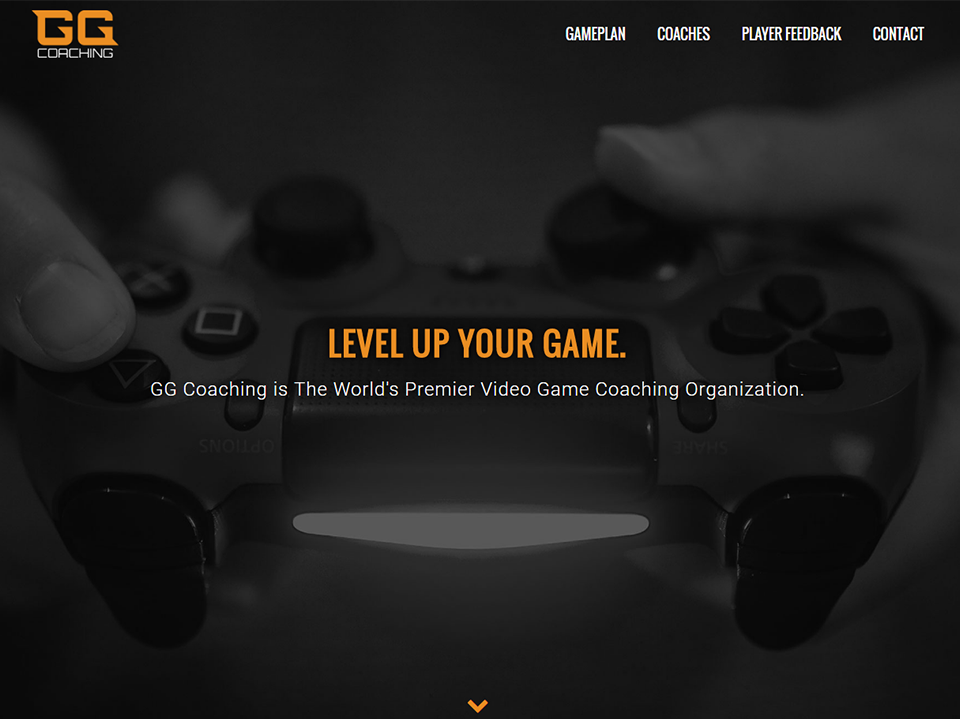 GG
COACHING
GAMEPLAN COACHES PLAYER FEEDBACK CONTACT
LEVEL UP YOUR GAME.
GG Coaching is The World's Premier Video Game Coaching Organization.
OPTIONS SHARE